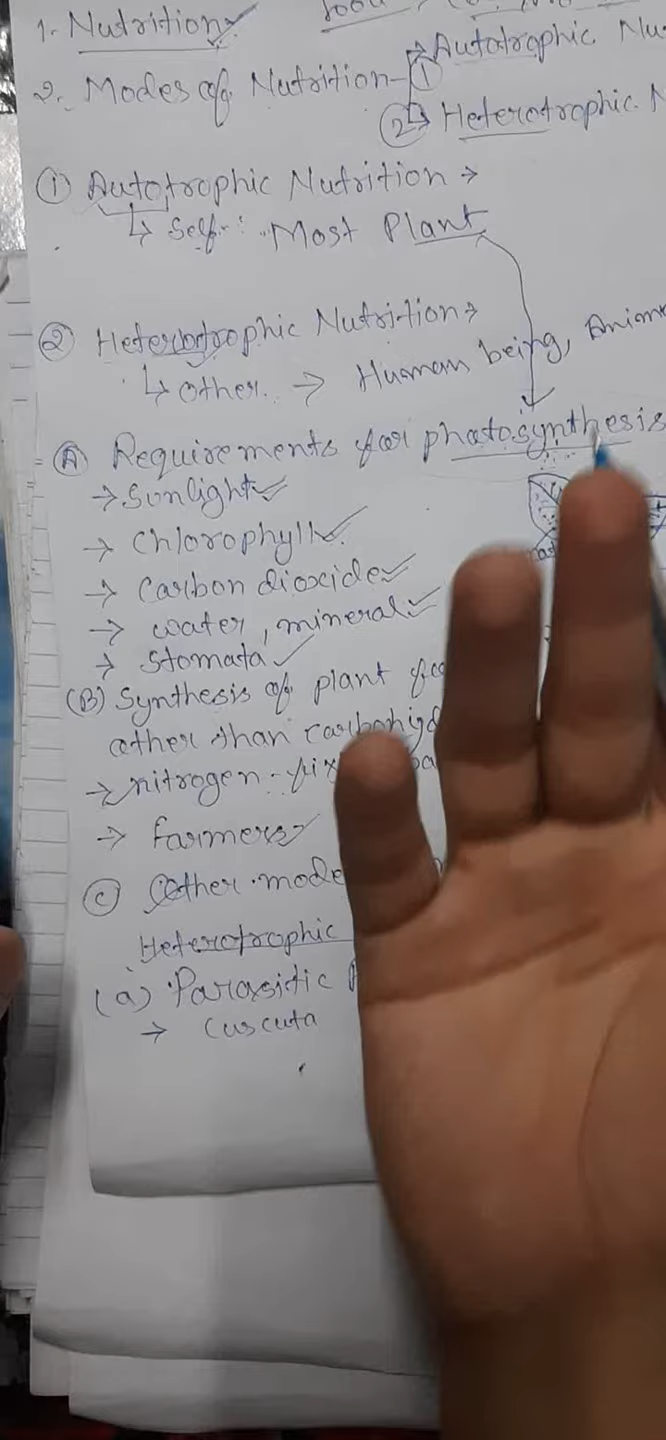 1. Nutrition
2. Modes of Nutrition → ① Autotrophic
② → Heterotrophic
① Autotrophic Nutrition →
↳ Self : Most Plant
② Heterotrophic Nutrition →
↳ other → Human being,
Ⓐ Requirements for photosynthesis
→ Sunlight
→ Chlorophyll
→ Carbon dioxide
→ water, mineral
→ Stomata
(B) Synthesis of plant
other than
→ nitrogen -
→ farmers
Ⓒ Other mode
Heterotrophic
(a) Parasitic
→ Cuscuta